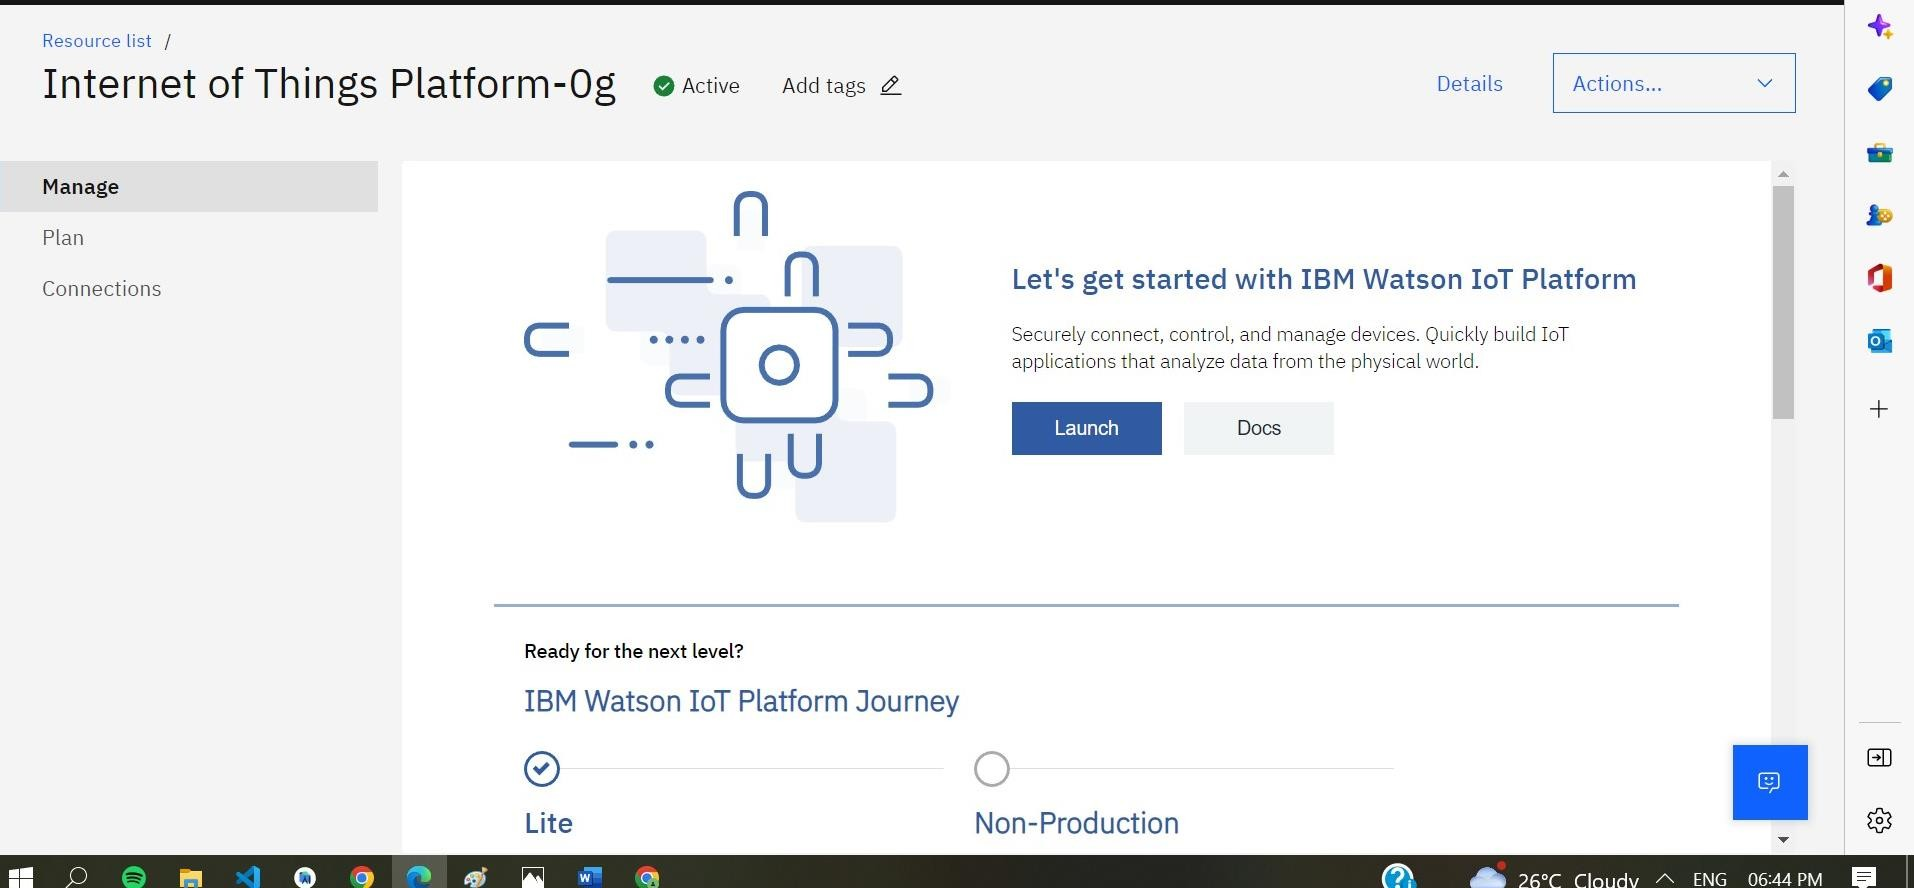 Resource list /
Internet of Things Platform-0g
Active
Add tags
Details
Actions...
Manage
Plan
Connections
Let's get started with IBM Watson IoT Platform
Securely connect, control, and manage devices. Quickly build IoT
applications that analyze data from the physical world.
Launch
Docs
Ready for the next level?
IBM Watson IoT Platform Journey
Lite
Non-Production
26°C Cloudy
ENG
06:44 PM